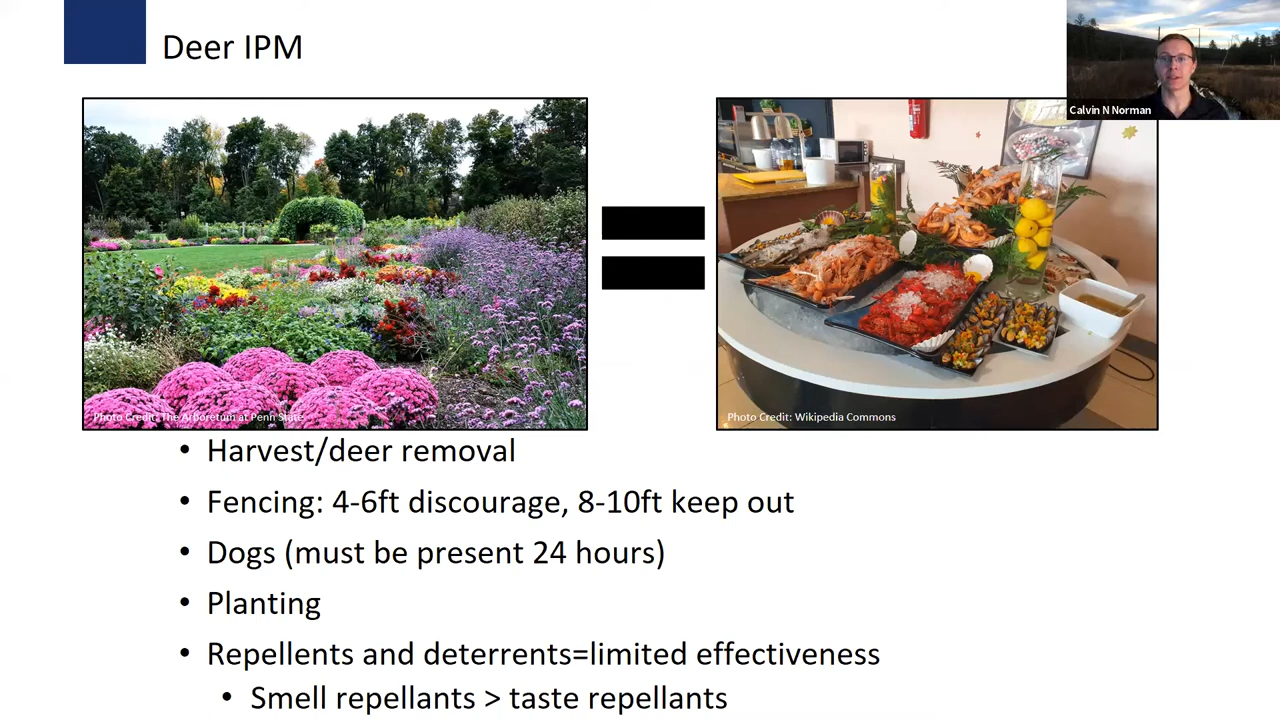 Deer IPM
Calvin N Norman
Photo Credit: The Arboretum at Penn State
Photo Credit: Wikipedia Commons
• Harvest/deer removal
• Fencing: 4-6ft discourage, 8-10ft keep out
• Dogs (must be present 24 hours)
• Planting
• Repellents and deterrents=limited effectiveness
• Smell repellants > taste repellants